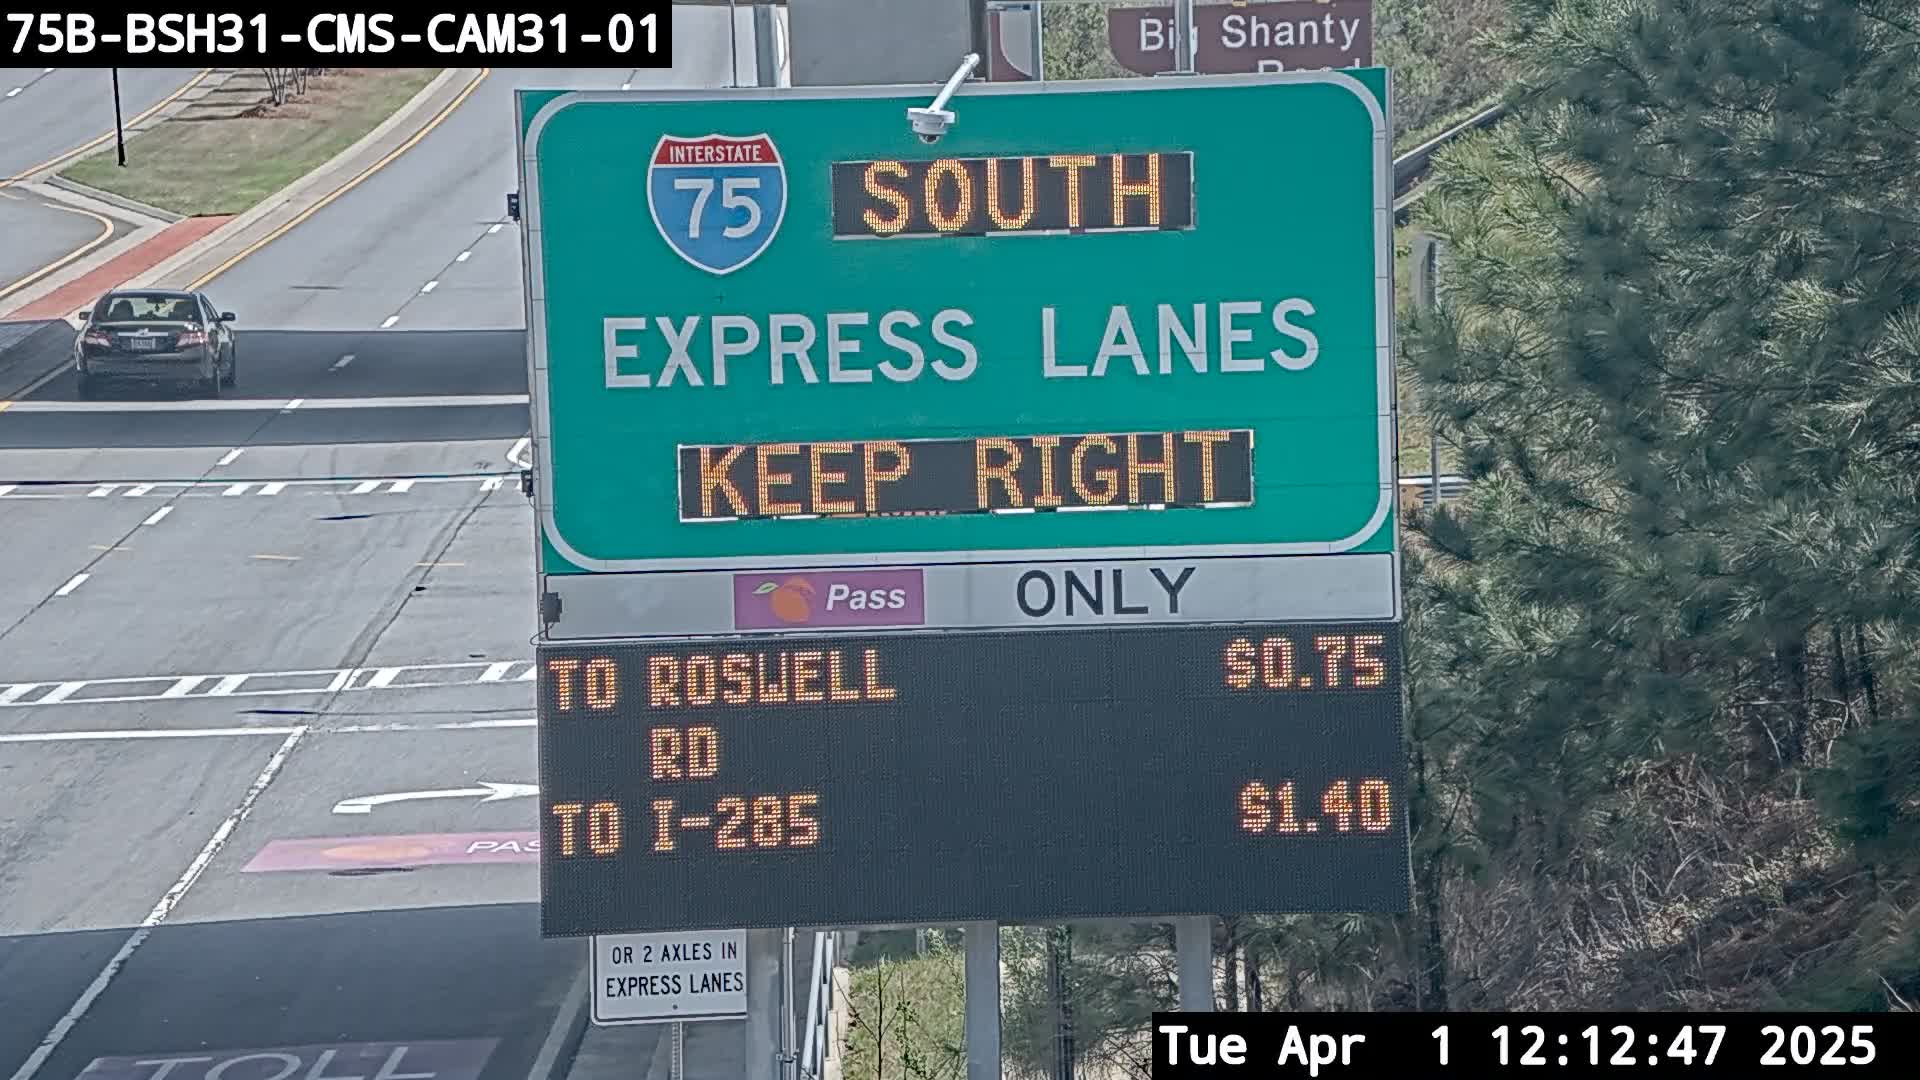 75B-BSH31-CMS-CAM31-01
Big Shanty
Road
INTERSTATE
75
SOUTH
EXPRESS LANES
KEEP RIGHT
Pass
ONLY
TO ROSWELL $0.75
RD
TO I-285 $1.40
OR 2 AXLES IN
EXPRESS LANES
TOLL
Tue Apr 1 12:12:47 2025